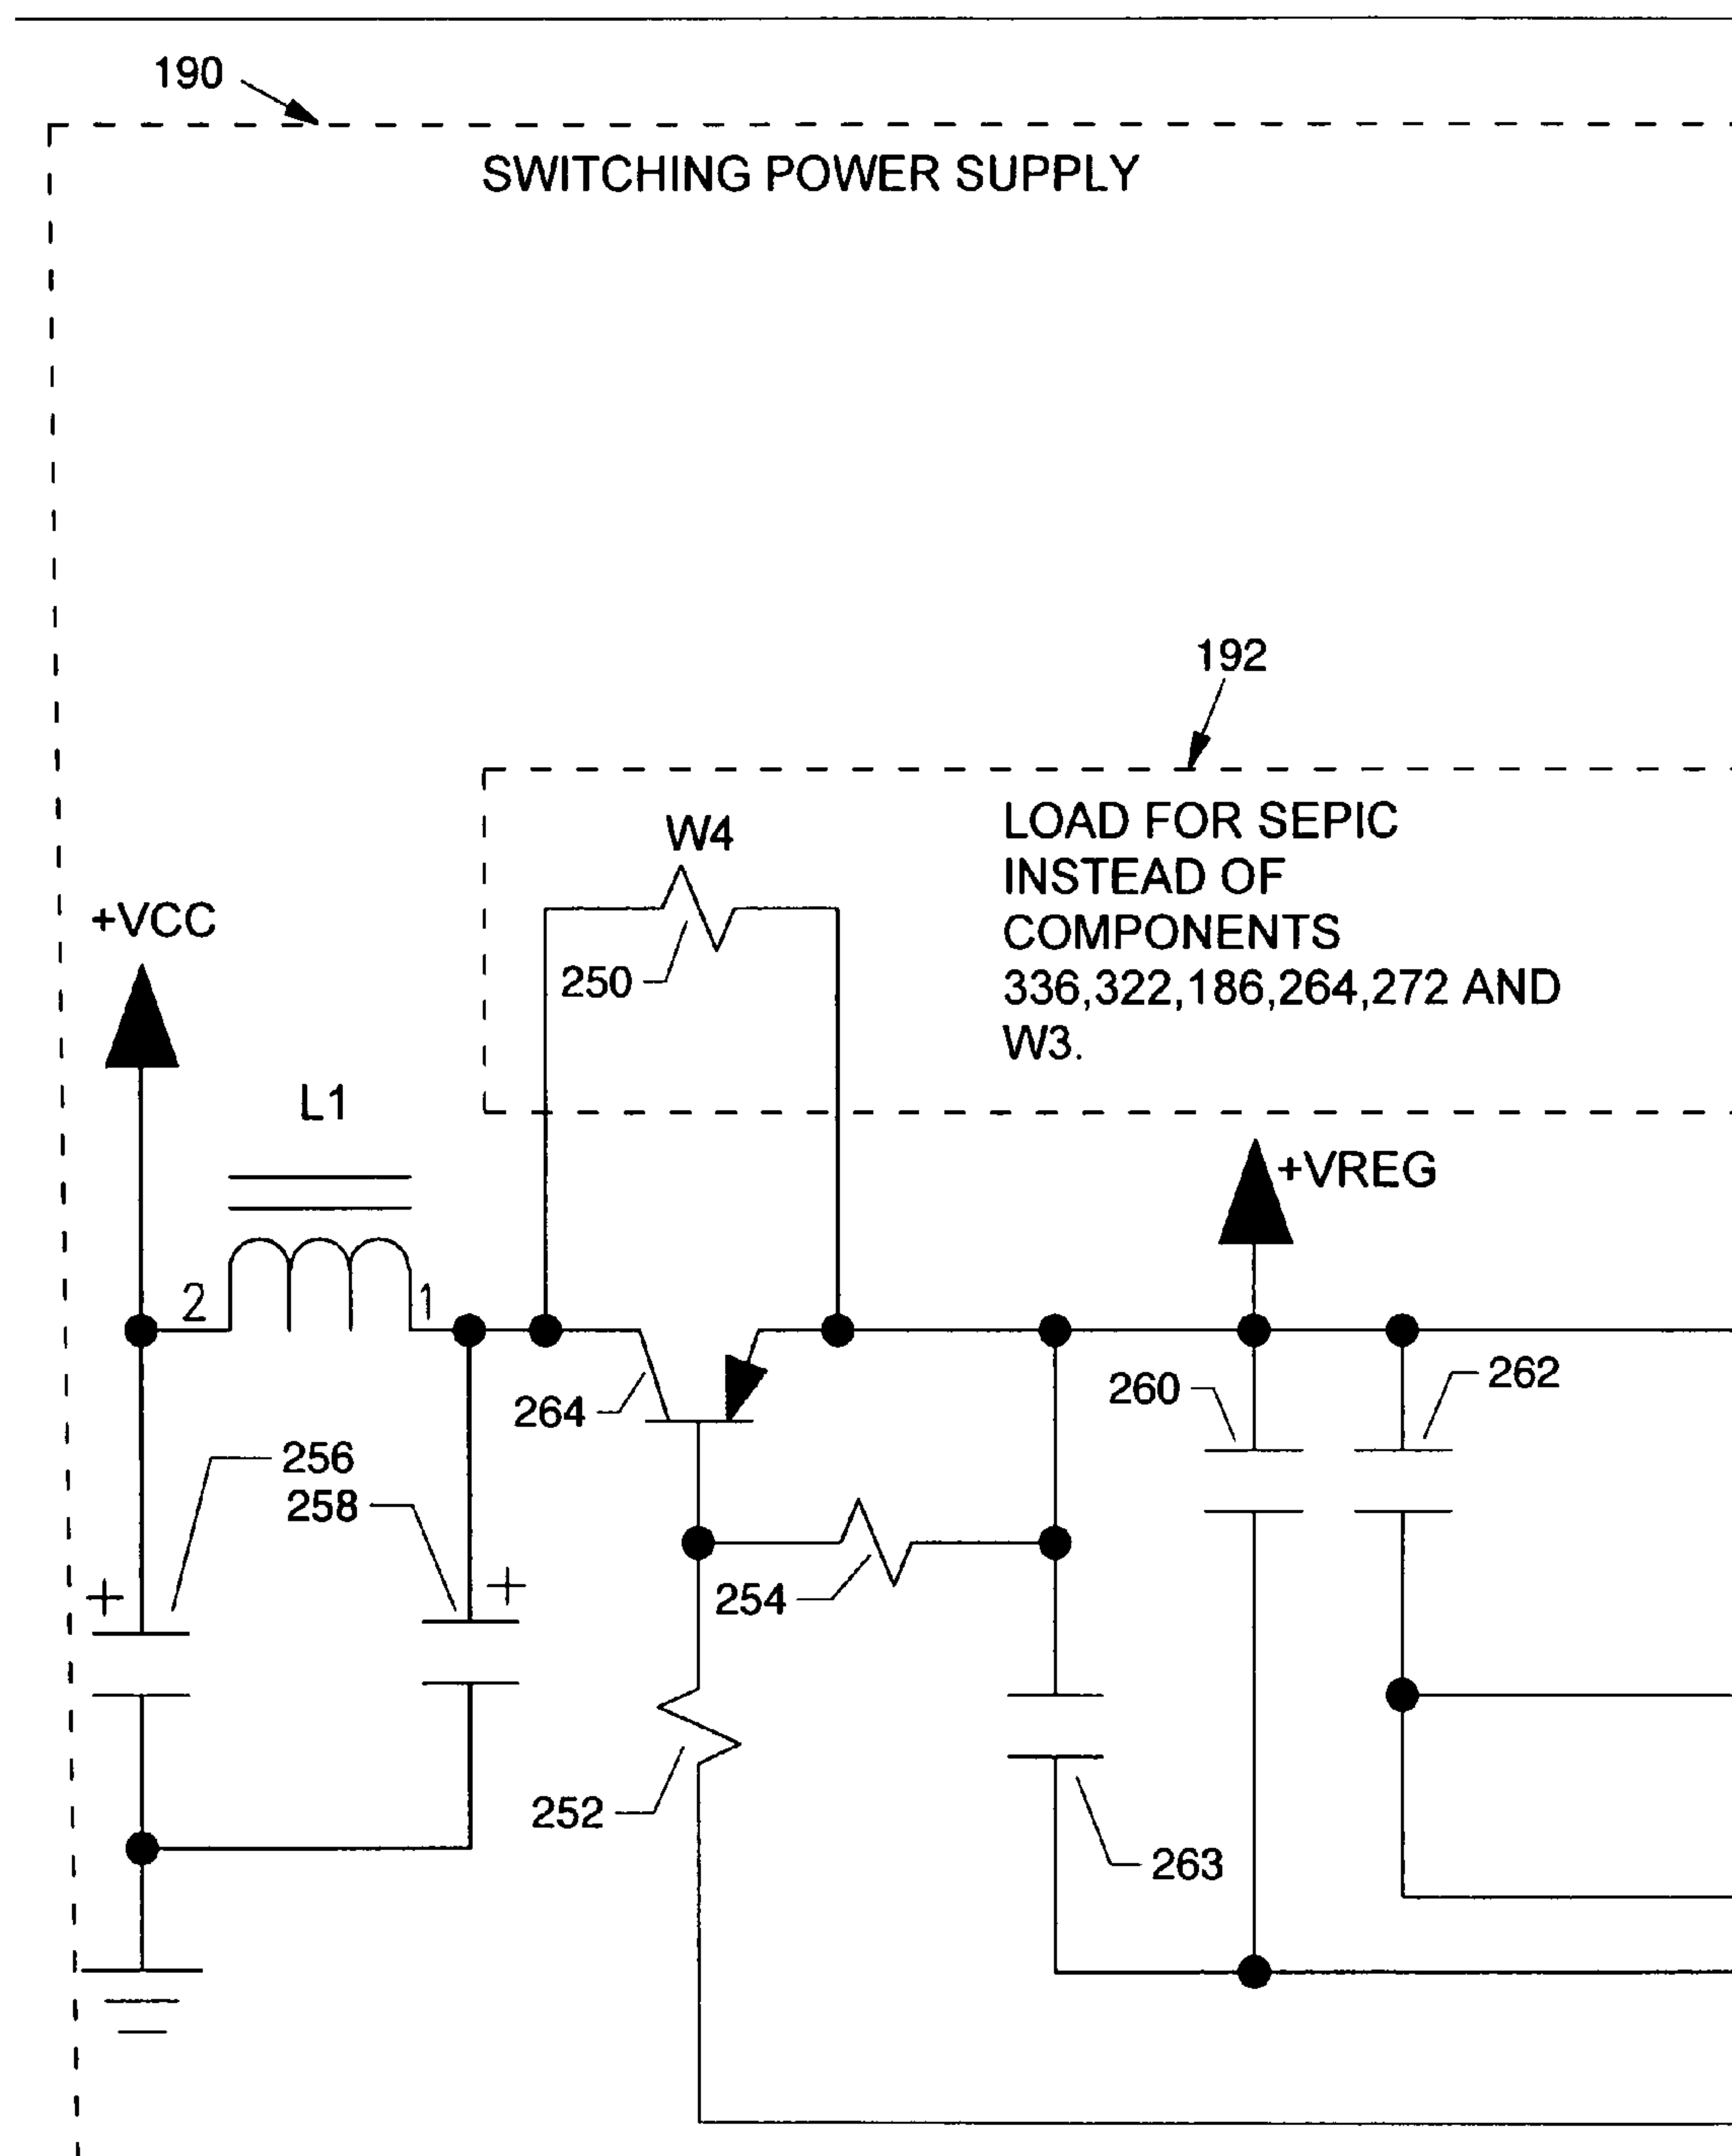 190
SWITCHING POWER SUPPLY
192
W4
LOAD FOR SEPIC
INSTEAD OF
COMPONENTS
336,322,186,264,272 AND
W3.
250
+VCC
L1
+VREG
2
1
264
260
262
256
258
+
+
254
252
263